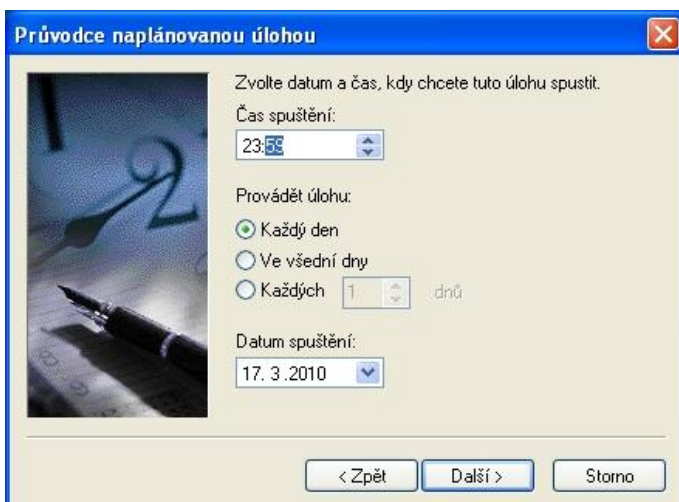 Průvodce naplánovanou úlohou
Zvolte datum a čas, kdy chcete tuto úlohu spustit.
Čas spuštění:
23:59
Provádět úlohu:
Každý den
Ve všední dny
Každých 1 dnů
Datum spuštění:
17. 3 .2010
< Zpět Další > Storno